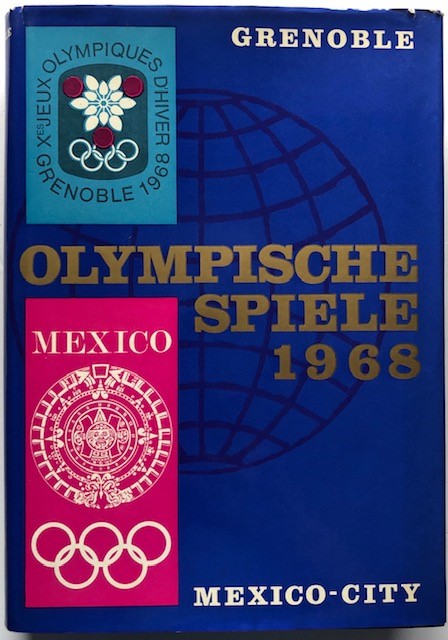 GRENOBLE
Xes JEUX OLYMPIQUES D'HIVER
GRENOBLE 1968
OLYMPISCHE
SPIELE
1968
MEXICO
MEXICO-CITY